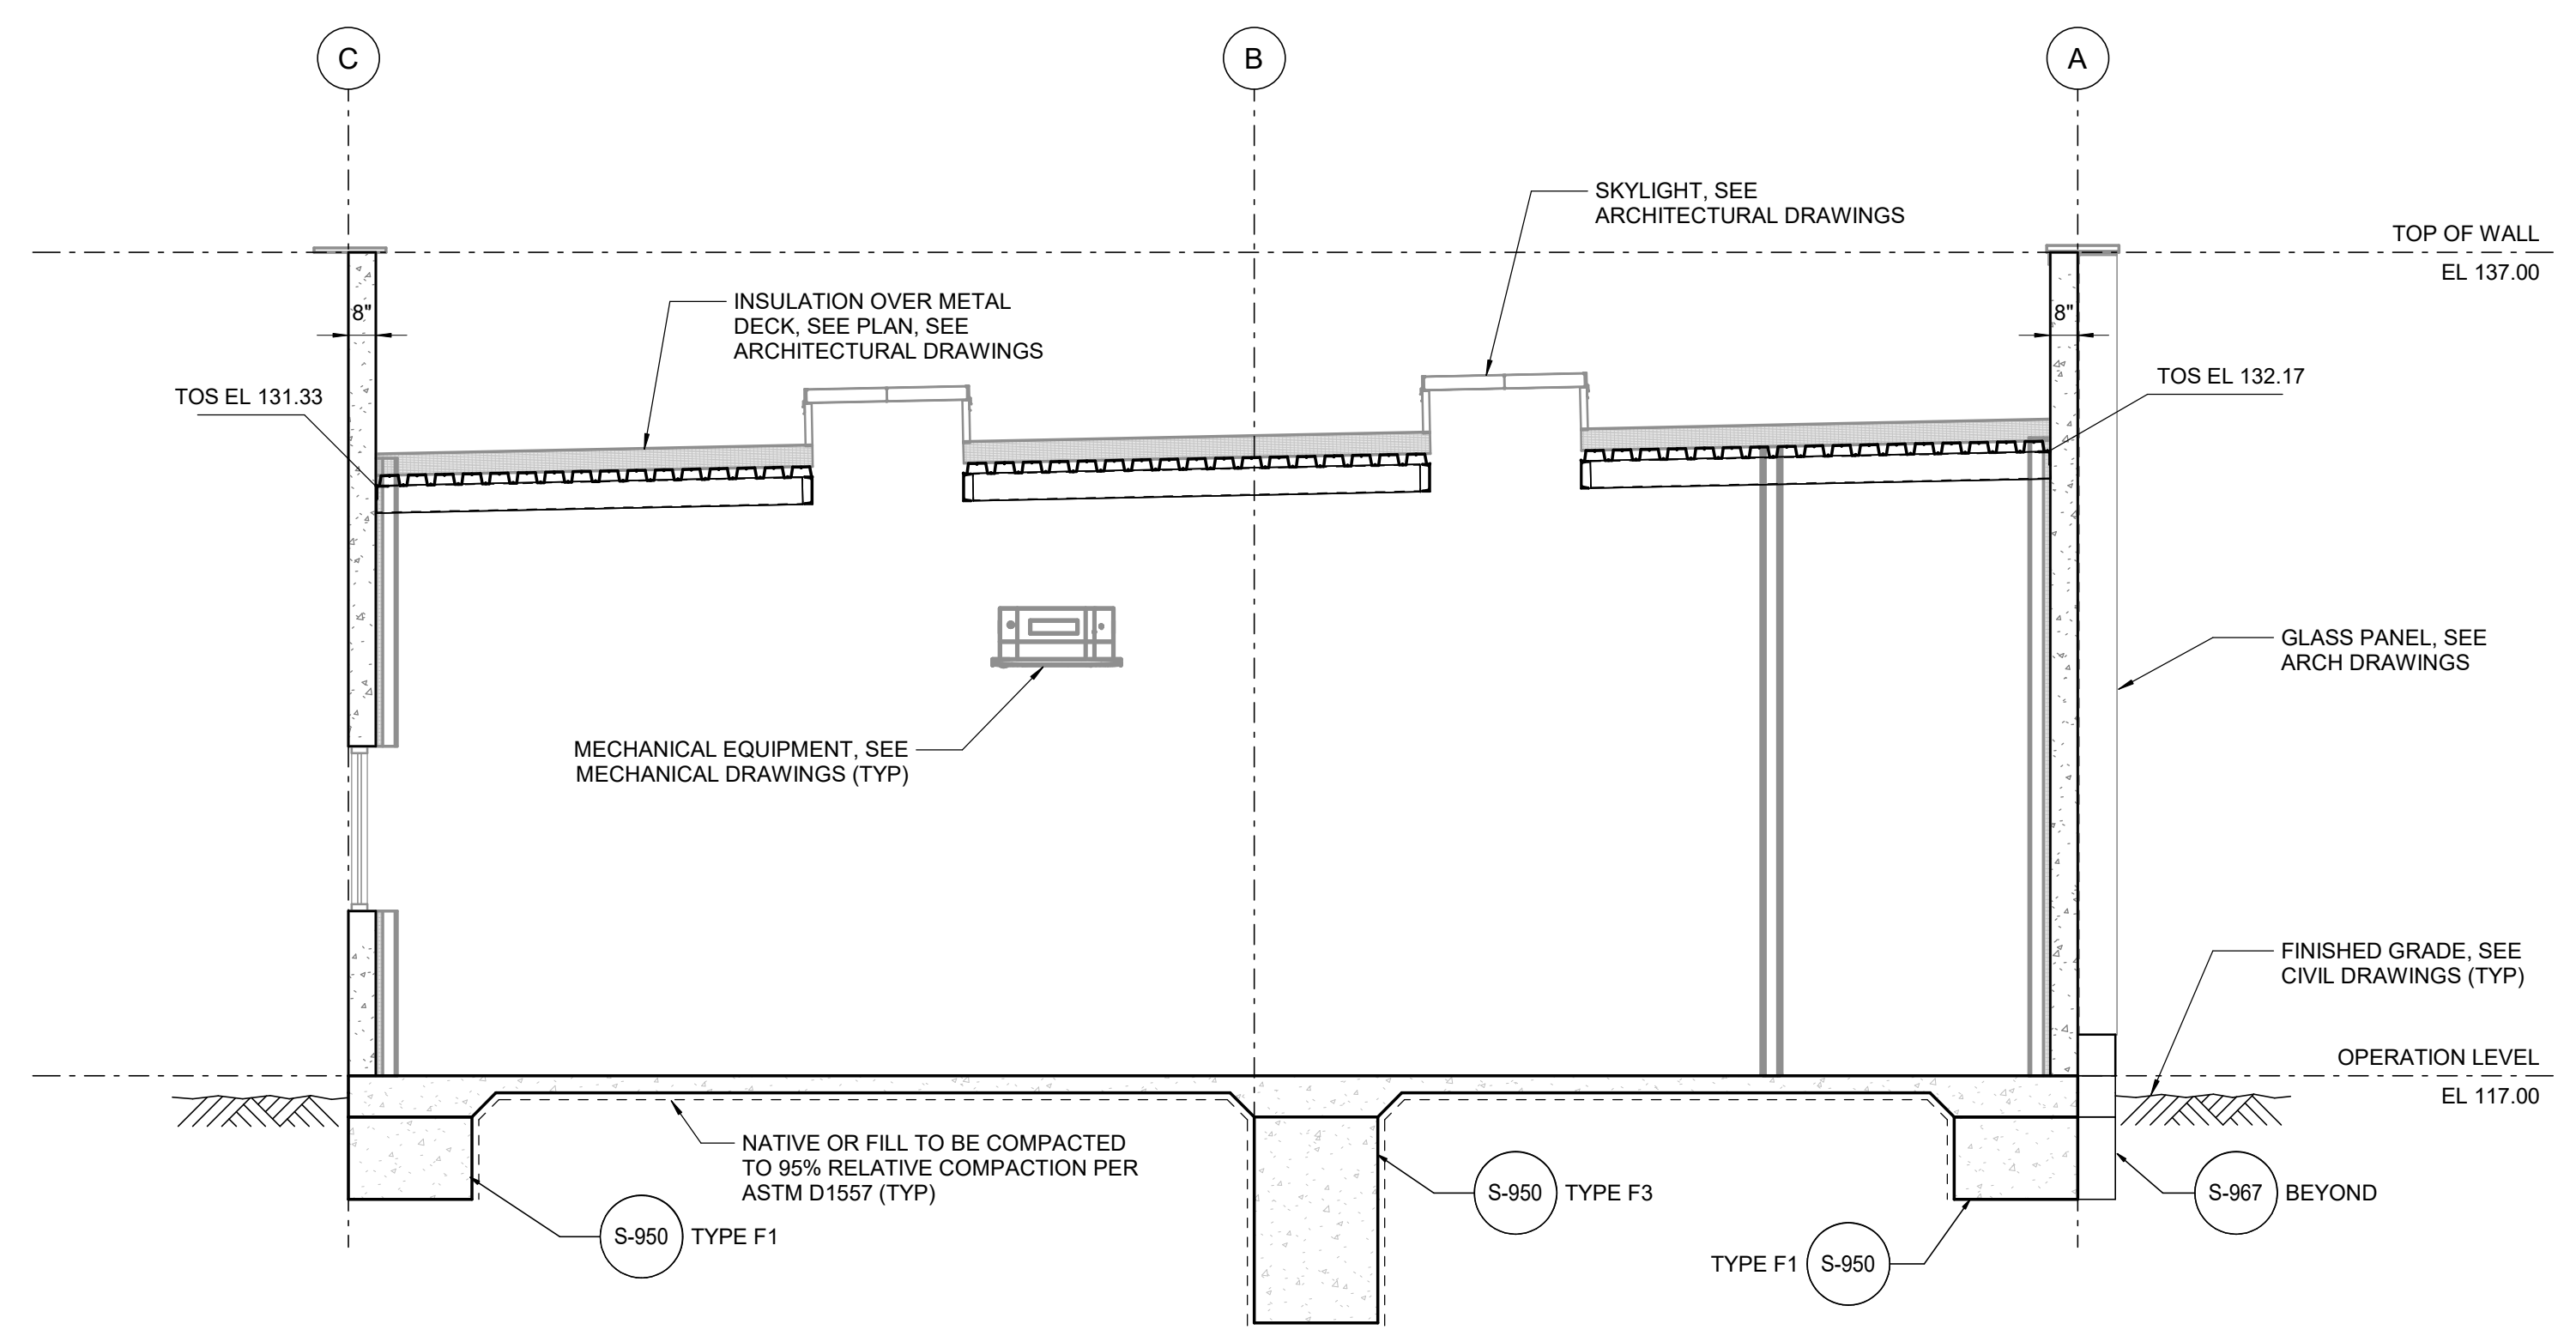 C
B
A
SKYLIGHT, SEE
ARCHITECTURAL DRAWINGS
TOP OF WALL
EL 137.00
INSULATION OVER METAL
DECK, SEE PLAN, SEE
ARCHITECTURAL DRAWINGS
8"
8"
TOS EL 131.33
TOS EL 132.17
GLASS PANEL, SEE
ARCH DRAWINGS
MECHANICAL EQUIPMENT, SEE
MECHANICAL DRAWINGS (TYP)
FINISHED GRADE, SEE
CIVIL DRAWINGS (TYP)
OPERATION LEVEL
EL 117.00
NATIVE OR FILL TO BE COMPACTED
TO 95% RELATIVE COMPACTION PER
ASTM D1557 (TYP)
S-950 TYPE F3
S-967 BEYOND
S-950 TYPE F1
TYPE F1 S-950